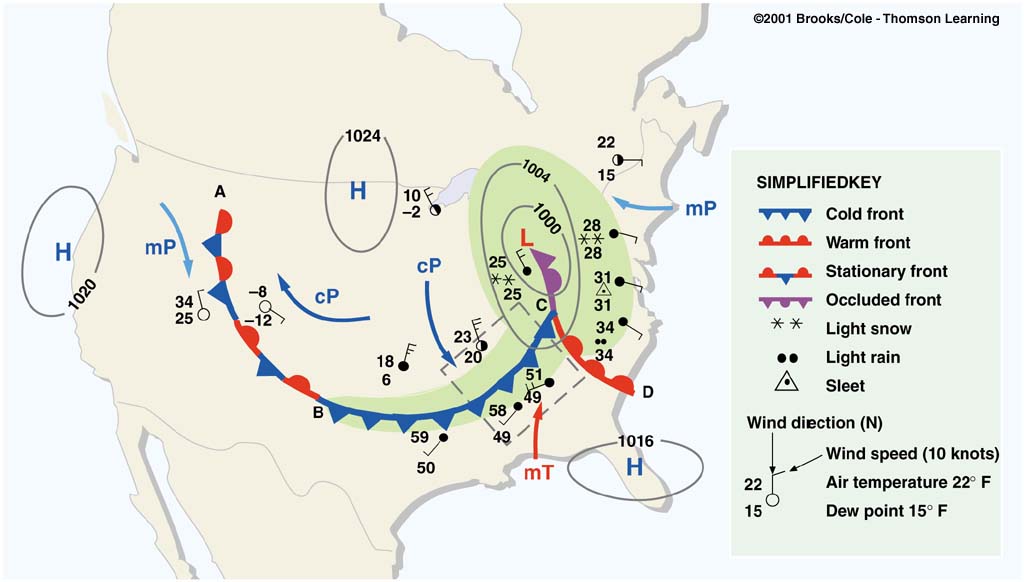 ©2001 Brooks/Cole - Thomson Learning
1024
H
22
15
1004
1000
10
–2
A
mP
H
1020
mP
L
28
28
cP
cP
25
25
31
31
34
25
–8
–12
C
34
34
23
20
18
6
51
49
D
B
58
49
59
50
mT
1016
H
SIMPLIFIEDKEY
Cold front
Warm front
Stationary front
Occluded front
Light snow
Light rain
Sleet
Wind direction (N)
Wind speed (10 knots)
22
Air temperature 22° F
15
Dew point 15° F